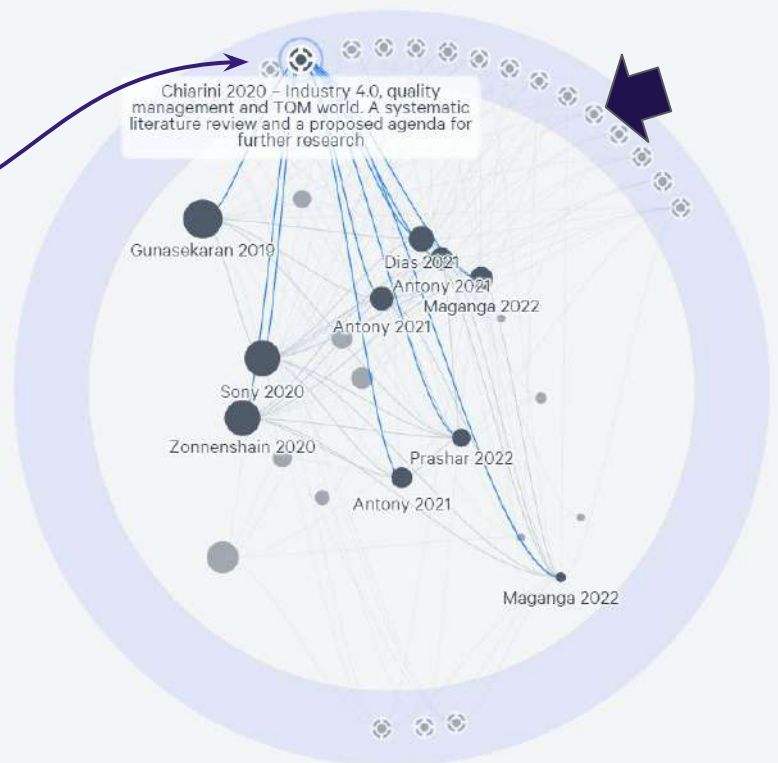 Chiarini 2020 – Industry 4.0, quality
management and TQM world. A systematic
literature review and a proposed agenda for
further research
Gunasekaran 2019
Dias 2021
Antony 2021
Maganga 2022
Antony 2021
Sony 2020
Zonnenshain 2020
Prashar 2022
Antony 2021
Maganga 2022